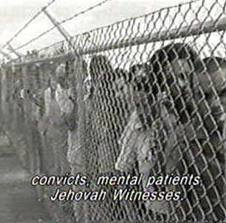 convicts, mental patients
Jehovah Witnesses.